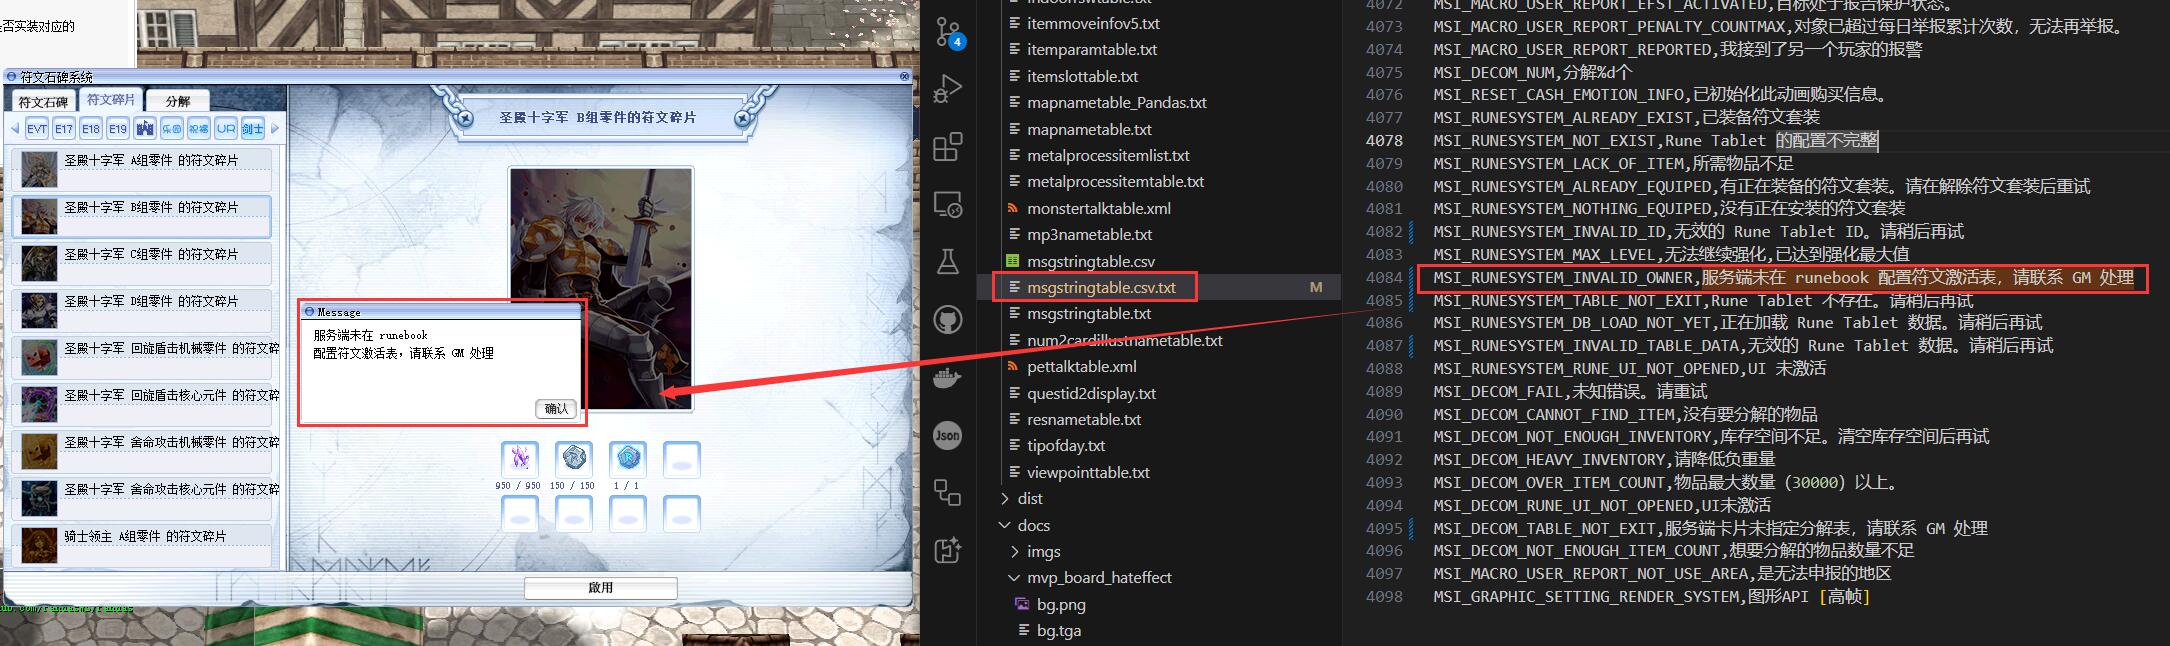 是否实装对应的
符文石碑系统
符文石碑
符文碎片
分解
EVT
E17
E18
E19
乐园
祝福
UR
剑士
圣殿十字军 A组零件 的符文碎片
圣殿十字军 B组零件 的符文碎片
圣殿十字军 C组零件 的符文碎片
圣殿十字军 D组零件 的符文碎片
圣殿十字军 回旋盾击机械零件 的符文碎
圣殿十字军 回旋盾击核心元件 的符文碎
圣殿十字军 舍命攻击机械零件 的符文碎
圣殿十字军 舍命攻击核心元件 的符文碎
骑士领主 A组零件 的符文碎片
圣殿十字军 B组零件的符文碎片
Message
服务端未在 runebook
配置符文激活表，请联系 GM 处理
确认
950 / 950
150 / 150
1 / 1
啟用
4
Json
itemmoveinfov5.txt
itemparamtable.txt
itemslottable.txt
mapnametable_Pandas.txt
mapnametable.txt
metalprocessitemlist.txt
metalprocessitemtable.txt
monstertalktable.xml
mp3nametable.txt
msgstringtable.csv
msgstringtable.csv.txt M
msgstringtable.txt
num2cardillustnametable.txt
pettalktable.xml
questid2display.txt
resnametable.txt
tipofday.txt
viewpointtable.txt
dist
docs
imgs
mvp_board_hateffect
bg.png
bg.tga
4072 MSI_MACRO_USER_REPORT_EFST_ACTIVATED,目标处于报告保护状态。
4073 MSI_MACRO_USER_REPORT_PENALTY_COUNTMAX,对象已超过每日举报累计次数，无法再举报。
4074 MSI_MACRO_USER_REPORT_REPORTED,我接到了另一个玩家的报警
4075 MSI_DECOM_NUM,分解%d个
4076 MSI_RESET_CASH_EMOTION_INFO,已初始化此动画购买信息。
4077 MSI_RUNESYSTEM_ALREADY_EXIST,已装备符文套装
4078 MSI_RUNESYSTEM_NOT_EXIST,Rune Tablet 的配置不完整
4079 MSI_RUNESYSTEM_LACK_OF_ITEM,所需物品不足
4080 MSI_RUNESYSTEM_ALREADY_EQUIPED,有正在装备的符文套装。请在解除符文套装后重试
4081 MSI_RUNESYSTEM_NOTHING_EQUIPED,没有正在安装的符文套装
4082 MSI_RUNESYSTEM_INVALID_ID,无效的 Rune Tablet ID。请稍后再试
4083 MSI_RUNESYSTEM_MAX_LEVEL,无法继续强化,已达到强化最大值
4084 MSI_RUNESYSTEM_INVALID_OWNER,服务端未在 runebook 配置符文激活表，请联系 GM 处理
4085 MSI_RUNESYSTEM_TABLE_NOT_EXIT,Rune Tablet 不存在。请稍后再试
4086 MSI_RUNESYSTEM_DB_LOAD_NOT_YET,正在加载 Rune Tablet 数据。请稍后再试
4087 MSI_RUNESYSTEM_INVALID_TABLE_DATA,无效的 Rune Tablet 数据。请稍后再试
4088 MSI_RUNESYSTEM_RUNE_UI_NOT_OPENED,UI 未激活
4089 MSI_DECOM_FAIL,未知错误。请重试
4090 MSI_DECOM_CANNOT_FIND_ITEM,没有要分解的物品
4091 MSI_DECOM_NOT_ENOUGH_INVENTORY,库存空间不足。清空库存空间后再试
4092 MSI_DECOM_HEAVY_INVENTORY,请降低负重量
4093 MSI_DECOM_OVER_ITEM_COUNT,物品最大数量（30000）以上。
4094 MSI_DECOM_RUNE_UI_NOT_OPENED,UI未激活
4095 MSI_DECOM_TABLE_NOT_EXIT,服务端卡片未指定分解表，请联系 GM 处理
4096 MSI_DECOM_NOT_ENOUGH_ITEM_COUNT,想要分解的物品数量不足
4097 MSI_MACRO_USER_REPORT_NOT_USE_AREA,是无法申报的地区
4098 MSI_GRAPHIC_SETTING_RENDER_SYSTEM,图形API [高帧]